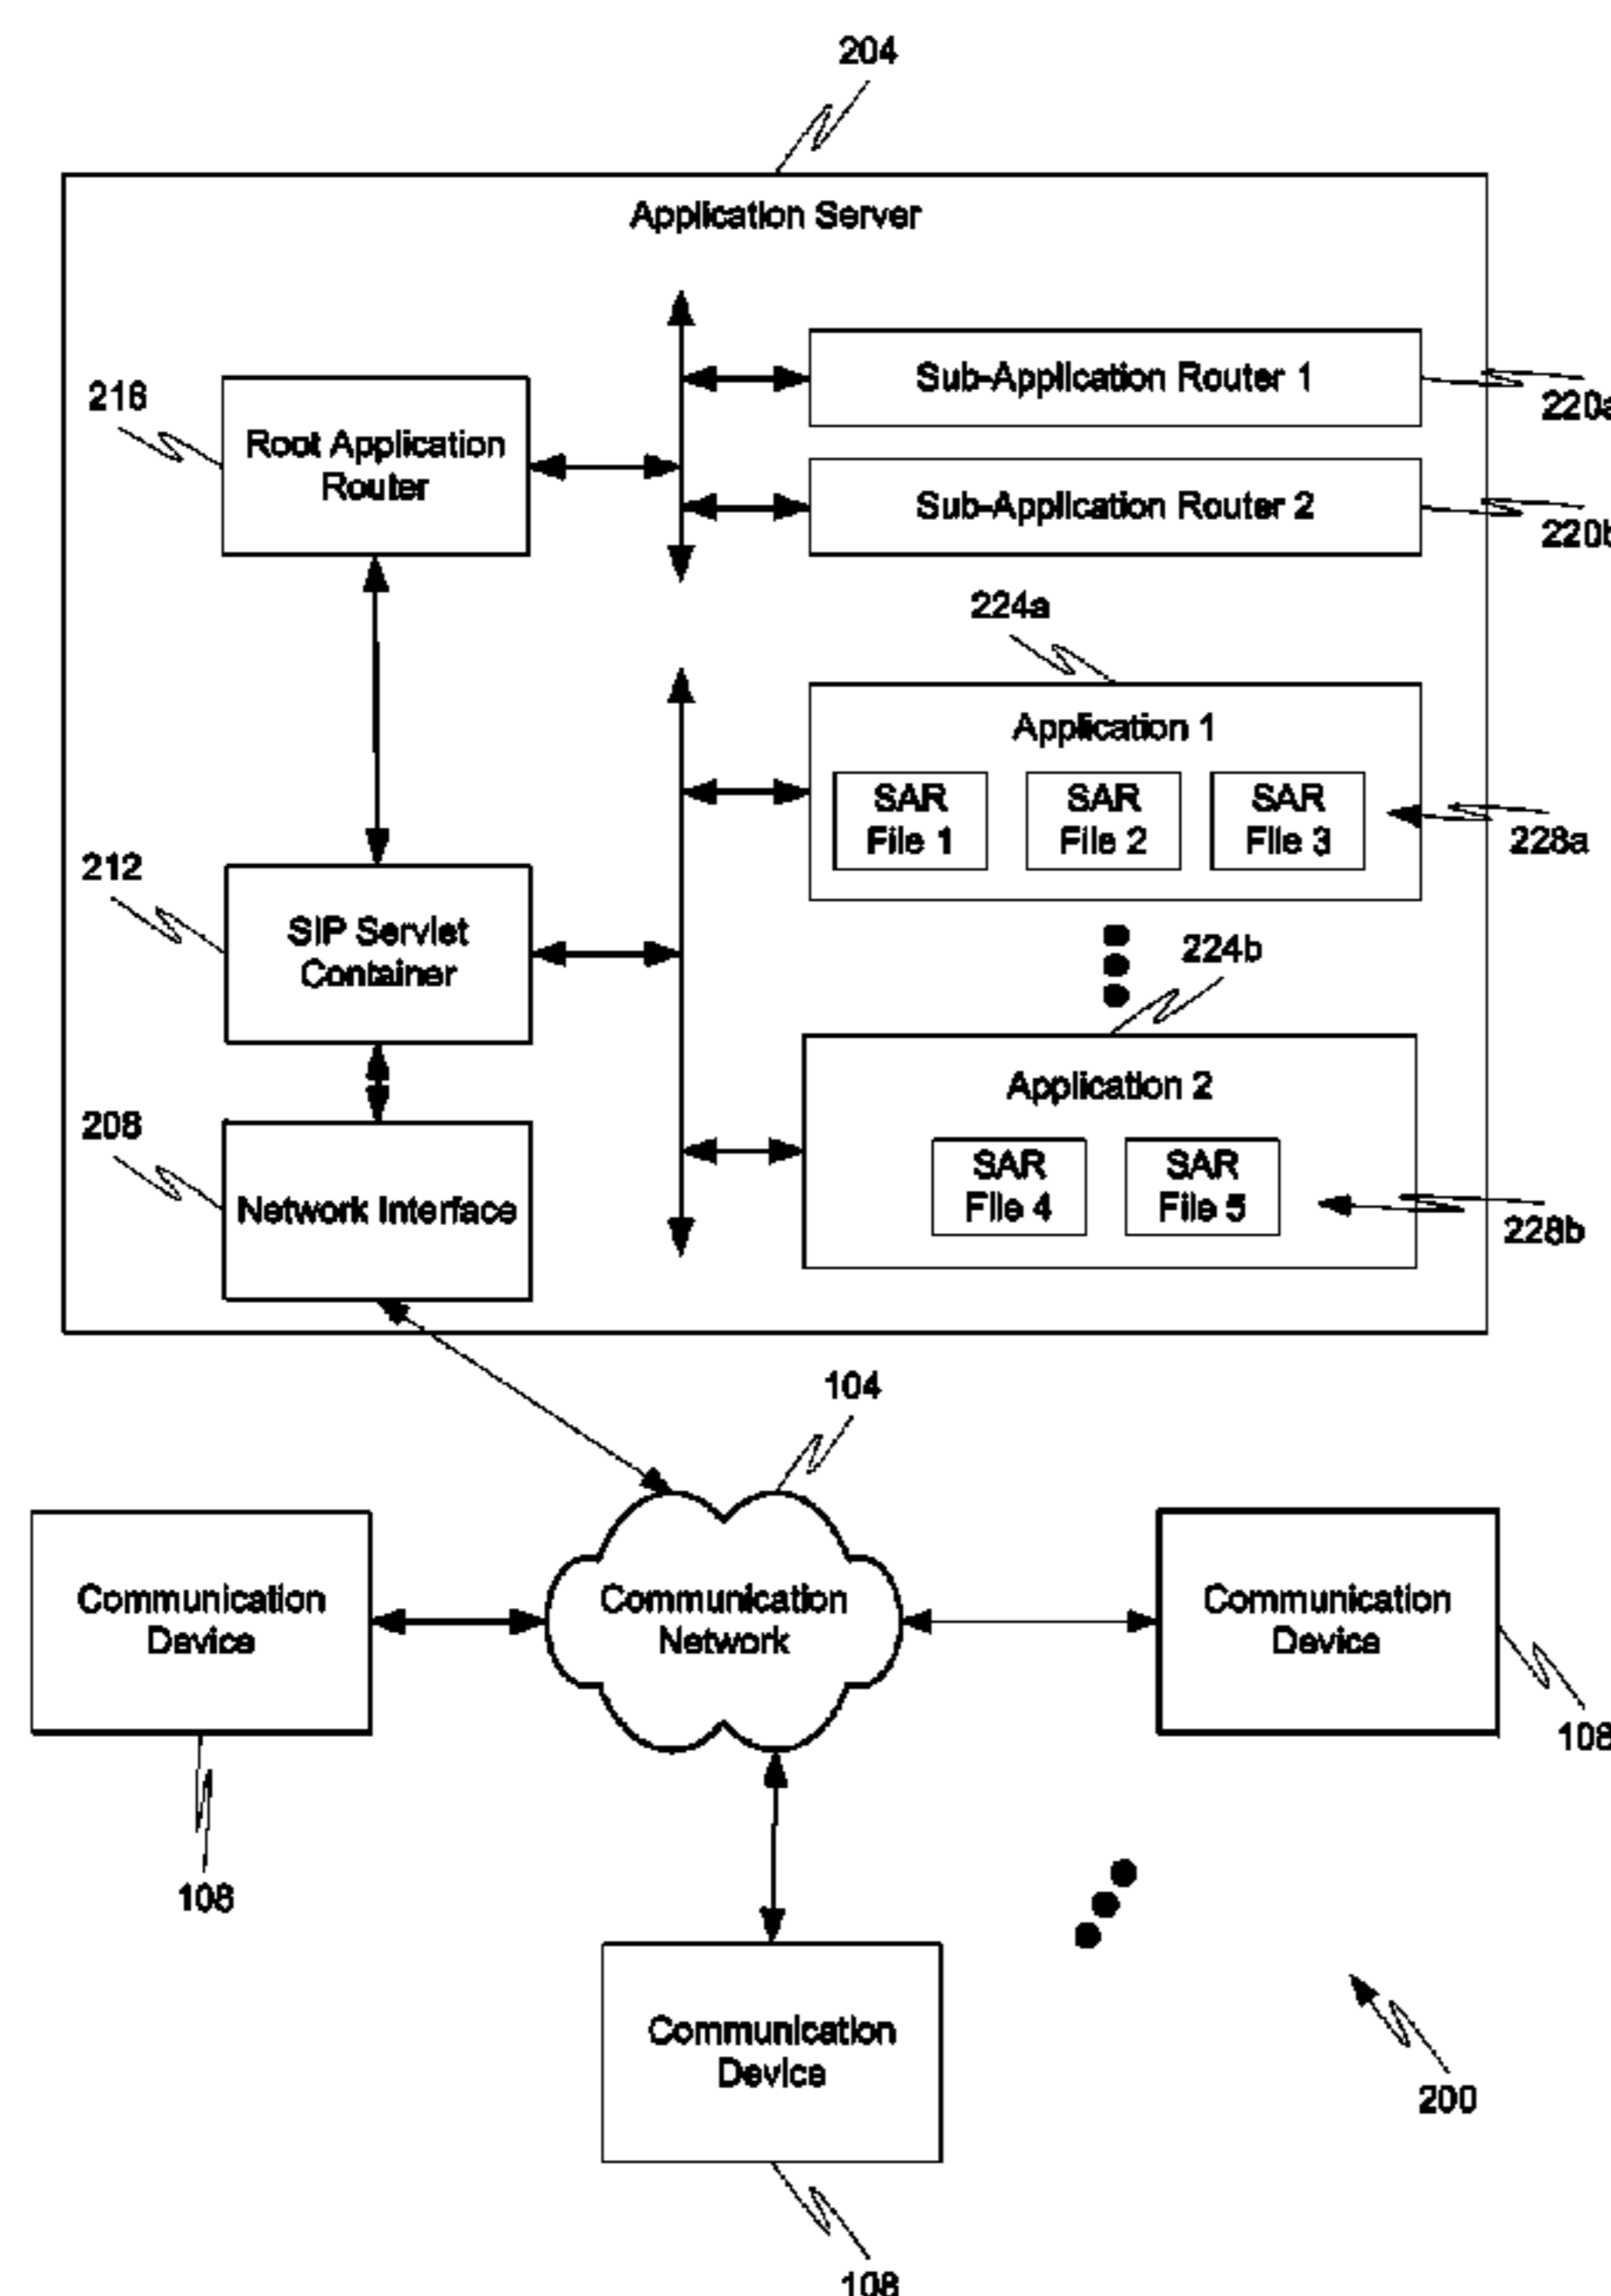 204
Application Server
216
Root Application
Router
Sub-Application Router 1
220a
Sub-Application Router 2
220b
224a
Application 1
SAR
File 1
SAR
File 2
SAR
File 3
228a
212
SIP Servlet
Container
224b
Application 2
SAR
File 4
SAR
File 5
228b
208
Network Interface
104
Communication
Device
Communication
Network
Communication
Device
108
108
Communication
Device
200
108